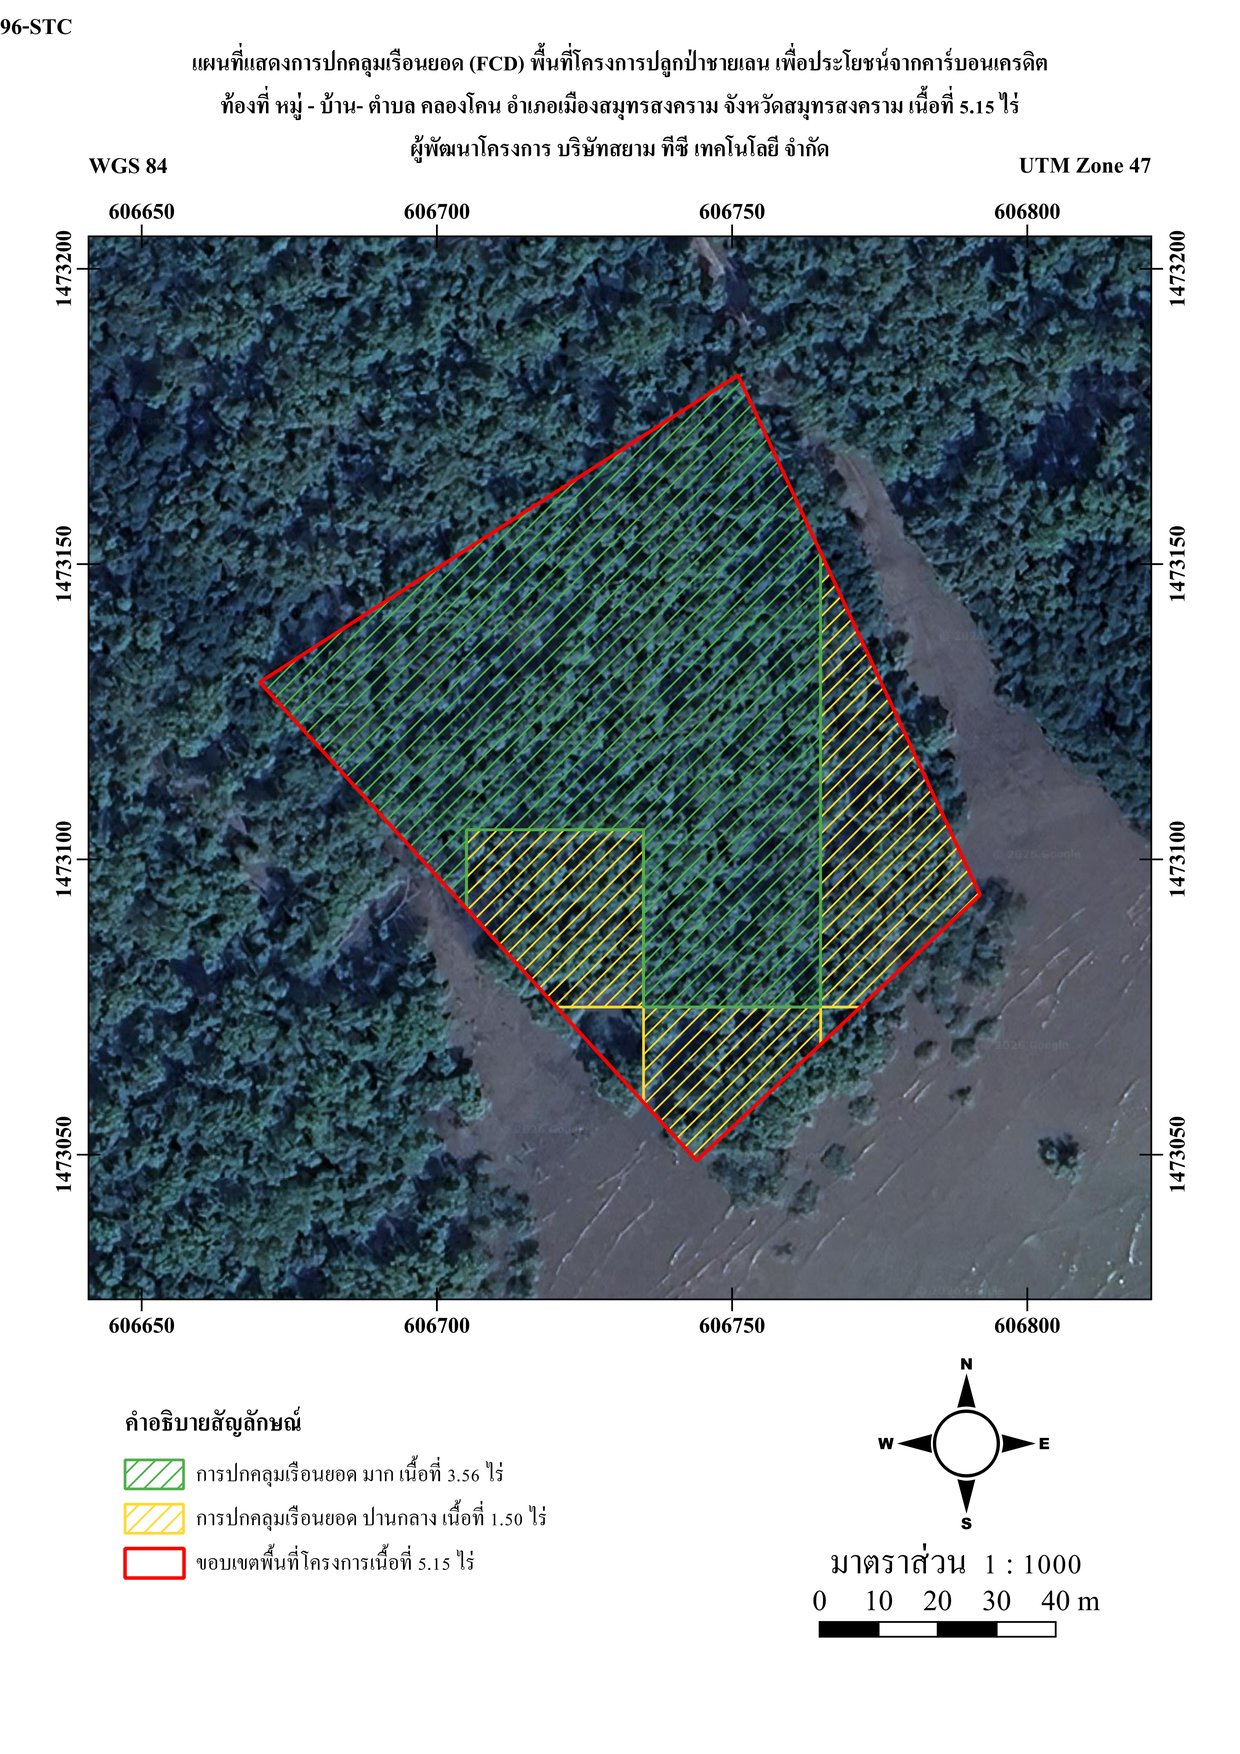 96-STC
แผนที่แสดงการปกคลุมเรือนยอด (FCD) พื้นที่โครงการปลูกป่าชายเลน เพื่อประโยชน์จากคาร์บอนเครดิต
ท้องที่ หมู่ - บ้าน- ตำบล คลองโคน อำเภอเมืองสมุทรสงคราม จังหวัดสมุทรสงคราม เนื้อที่ 5.15 ไร่
ผู้พัฒนาโครงการ บริษัทสยาม ทีซี เทคโนโลยี จำกัด
WGS 84 UTM Zone 47
606650 606700 606750 606800
1473200 1473200
1473150 1473150
1473100 1473100
1473050 1473050
606650 606700 606750 606800
คำอธิบายสัญลักษณ์
การปกคลุมเรือนยอด มาก เนื้อที่ 3.56 ไร่
การปกคลุมเรือนยอด ปานกลาง เนื้อที่ 1.50 ไร่
ขอบเขตพื้นที่โครงการเนื้อที่ 5.15 ไร่
N
W E
S
มาตราส่วน 1 : 1000
0 10 20 30 40 m